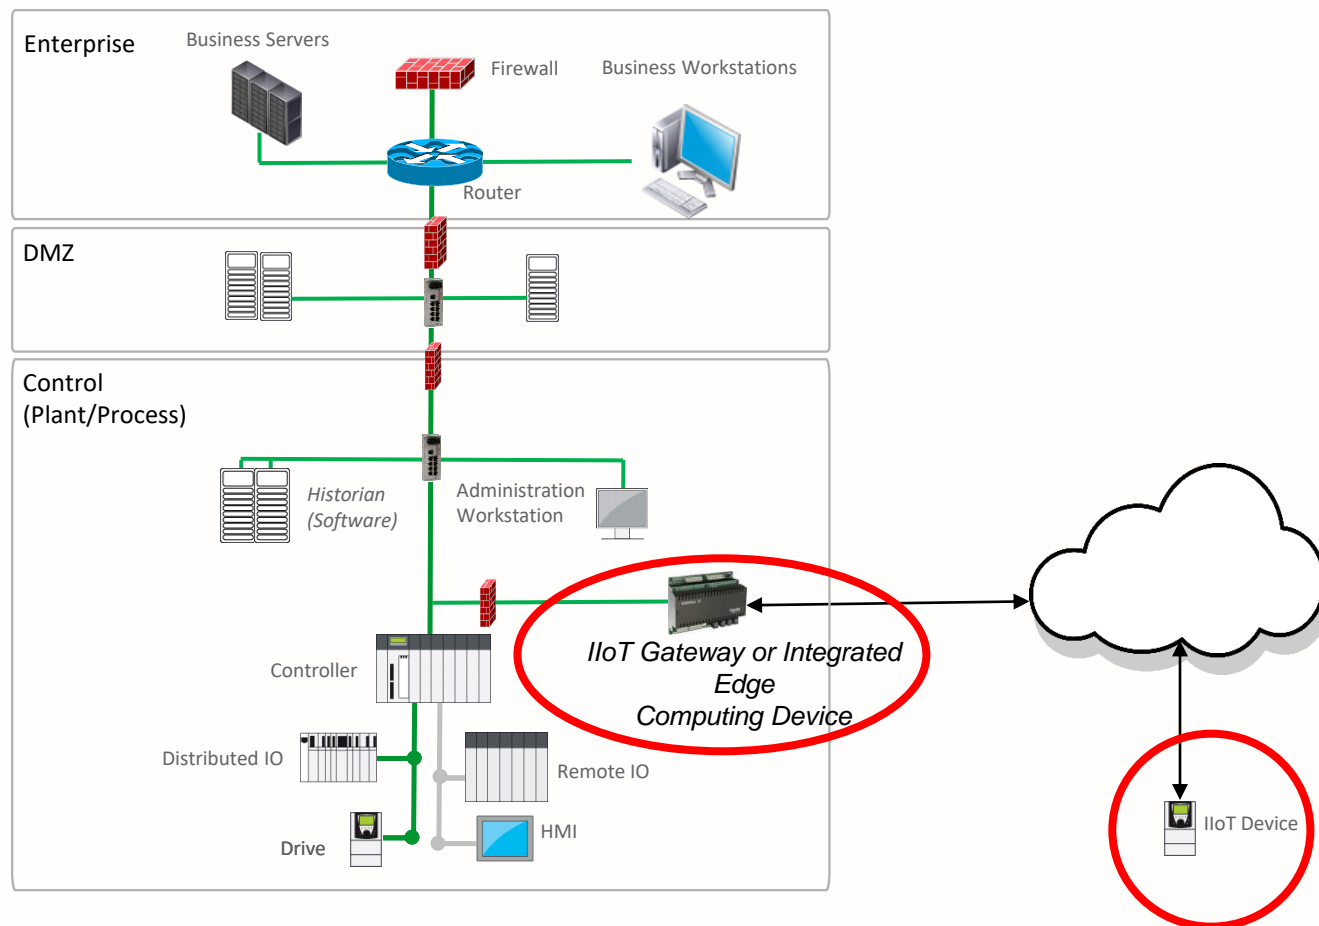 Enterprise
Business Servers
Firewall
Business Workstations
Router
DMZ
Control
(Plant/Process)
Historian
(Software)
Administration
Workstation
IIoT Gateway or Integrated
Edge
Computing Device
Controller
Distributed IO
Remote IO
Drive
HMI
IIoT Device